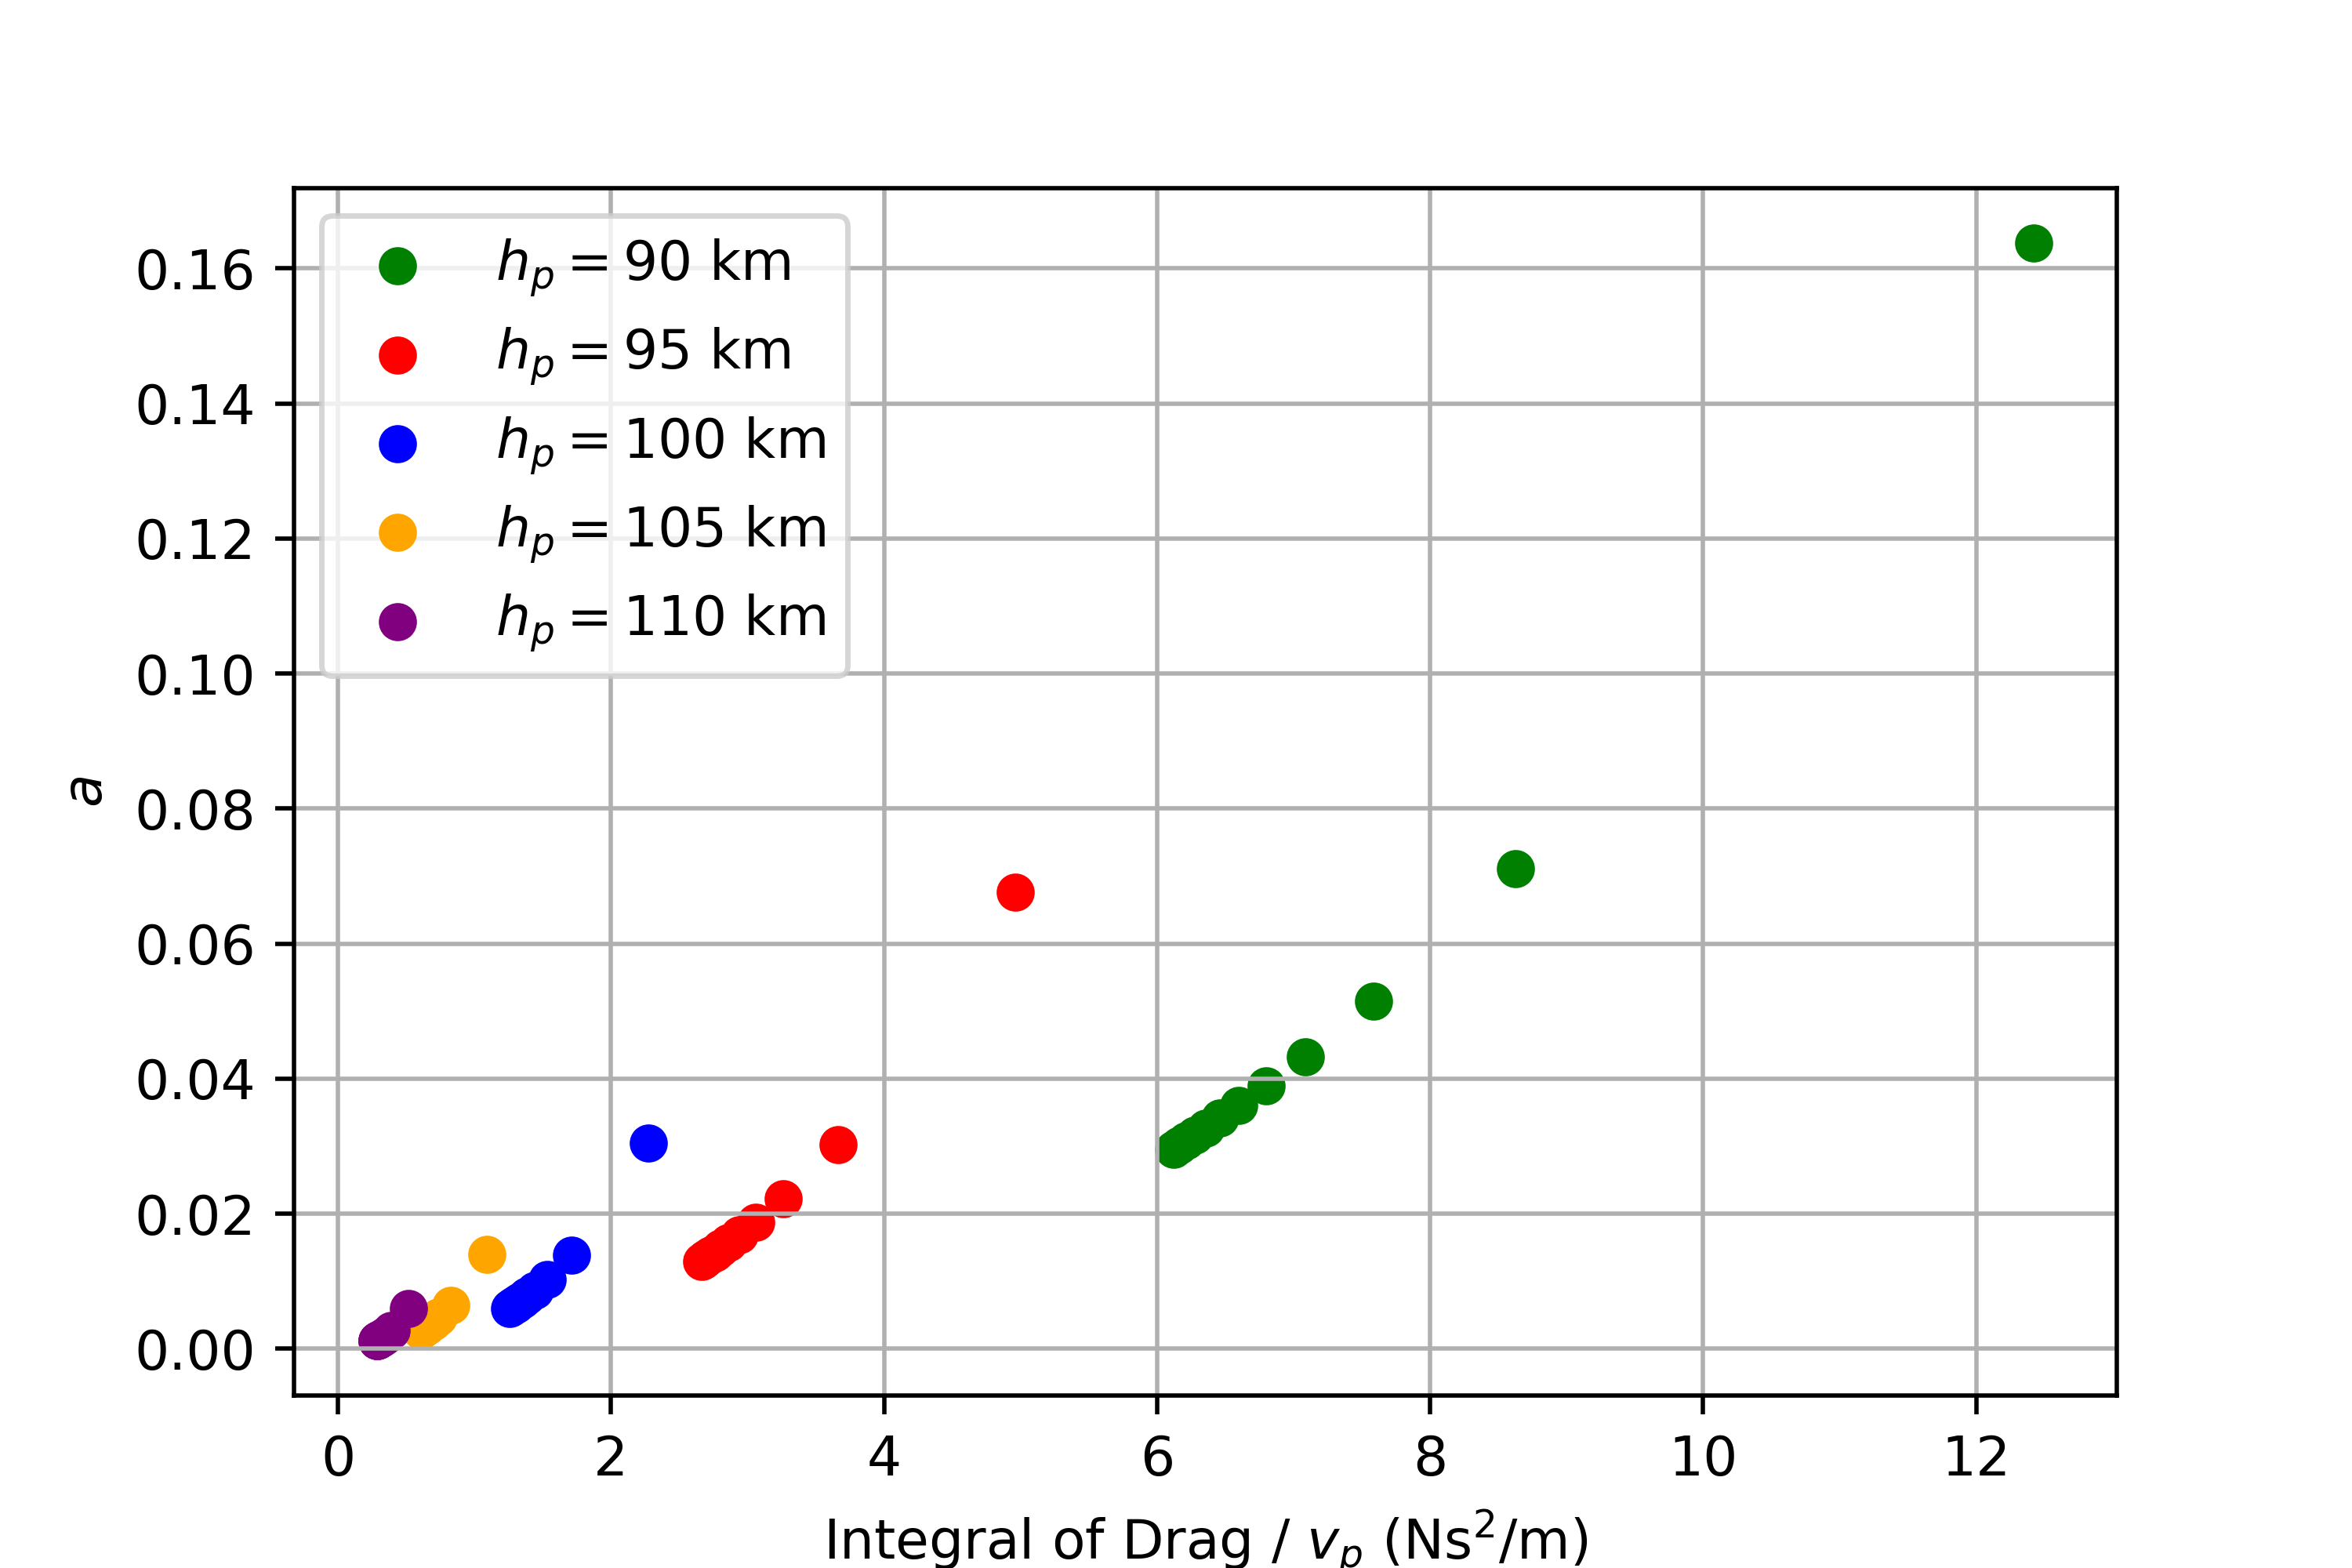 h_p = 90 km
h_p = 95 km
h_p = 100 km
h_p = 105 km
h_p = 110 km
0.16
0.14
0.12
0.10
0.08
0.06
0.04
0.02
0.00
a
0 2 4 6 8 10 12
Integral of Drag / v_p (Ns²/m)